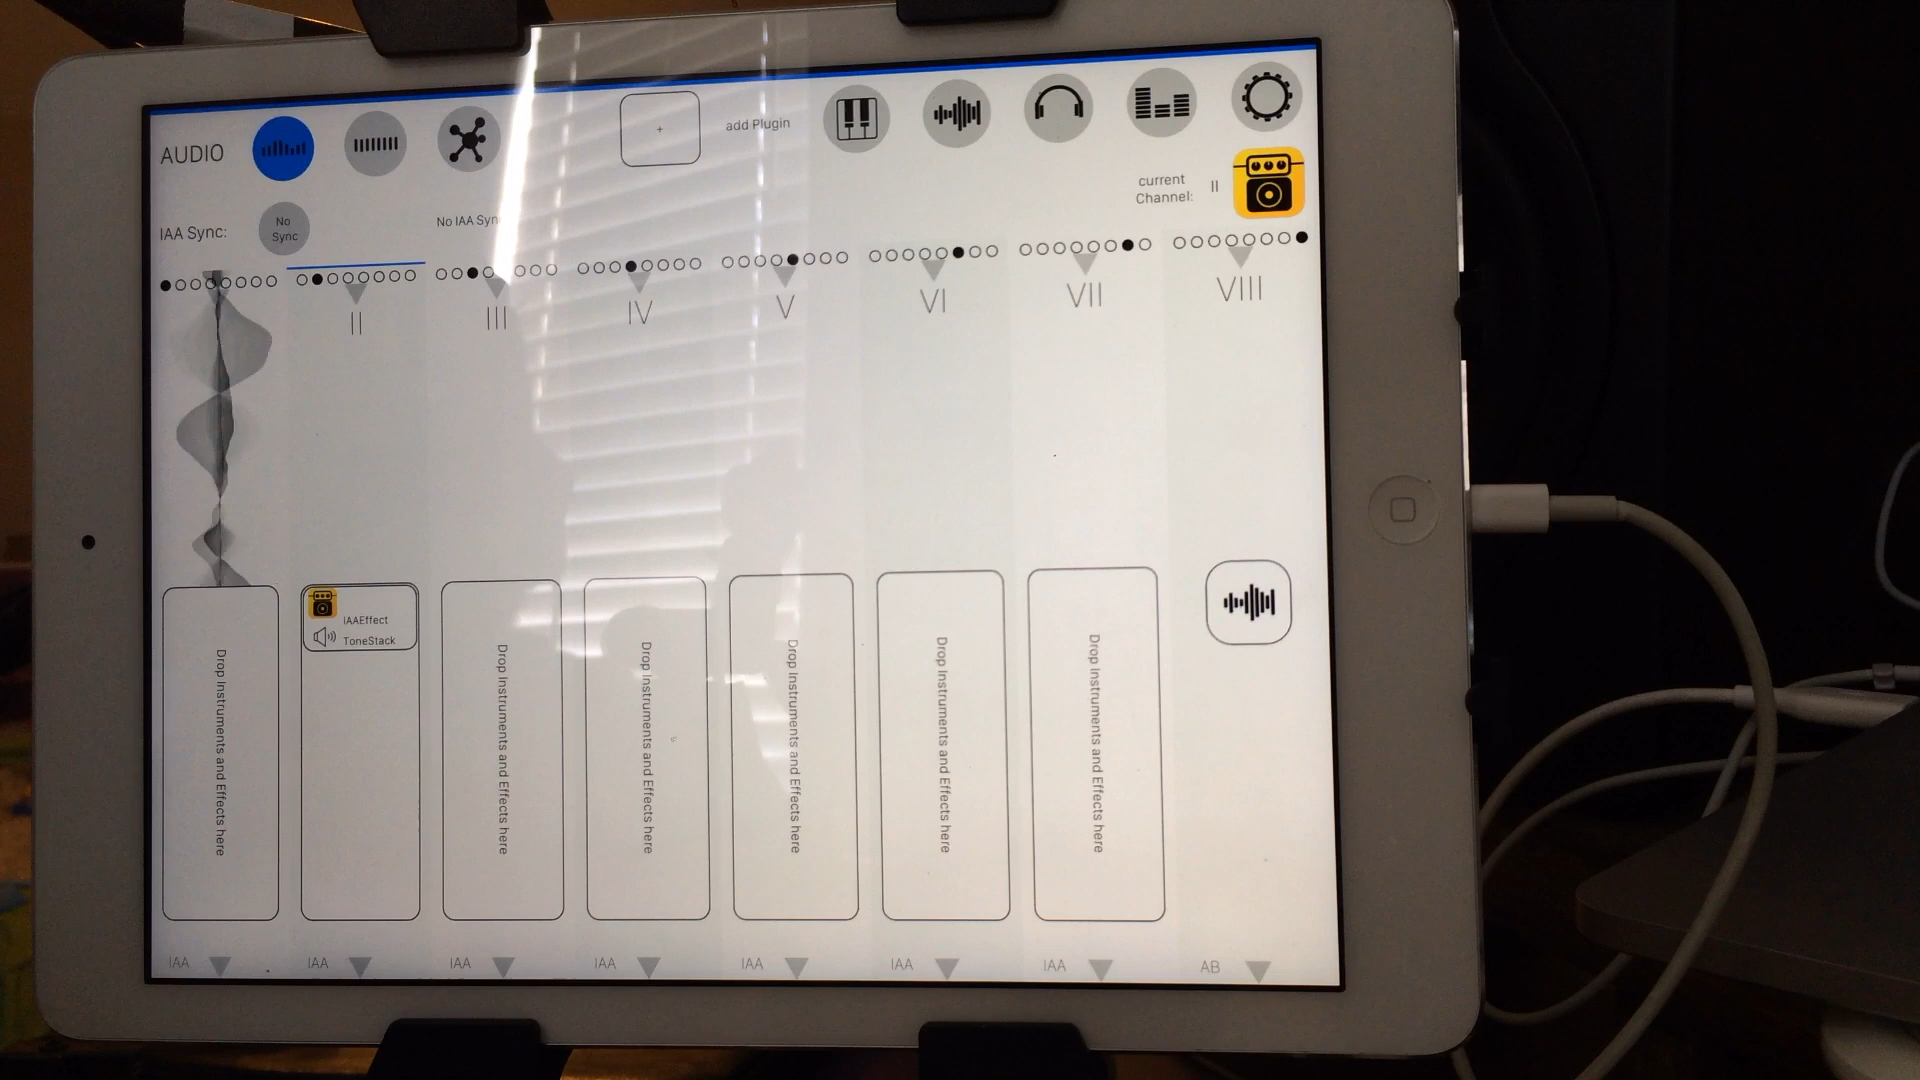 AUDIO
+
add Plugin
current
Channel:
II
IAA Sync:
No
Sync
No IAA Syn
II
III
IV
V
VI
VII
VIII
IAAEffect
ToneStack
Drop Instruments and Effects here
Drop Instruments and Effects here
Drop Instruments and Effects here
Drop Instruments and Effects here
Drop Instruments and Effects here
Drop Instruments and Effects here
IAA
IAA
IAA
IAA
IAA
IAA
IAA
AB